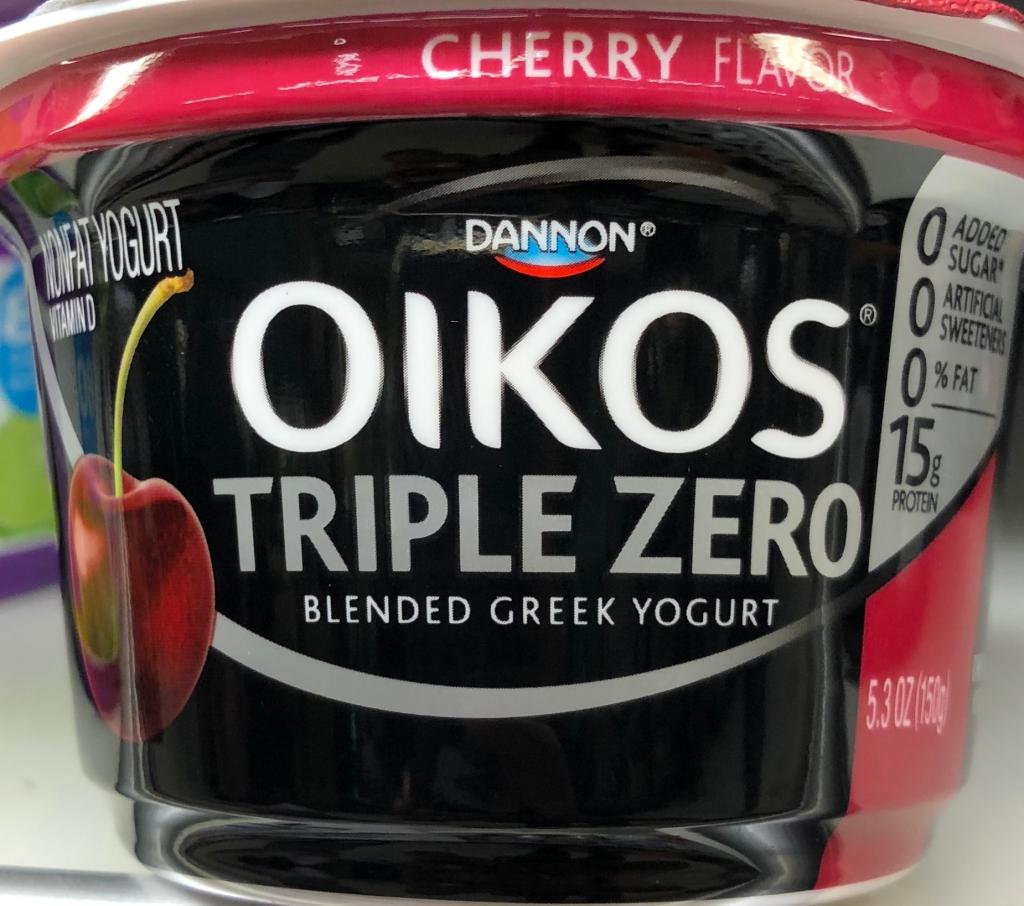 CHERRY FLAVOR
NONFAT YOGURT
VITAMIN D
DANNON®
OIKOS®
TRIPLE ZERO
BLENDED GREEK YOGURT
0 ADDED
SUGAR*
0 ARTIFICIAL
SWEETENERS
0 % FAT
15g
PROTEIN
5.3 OZ (150g)